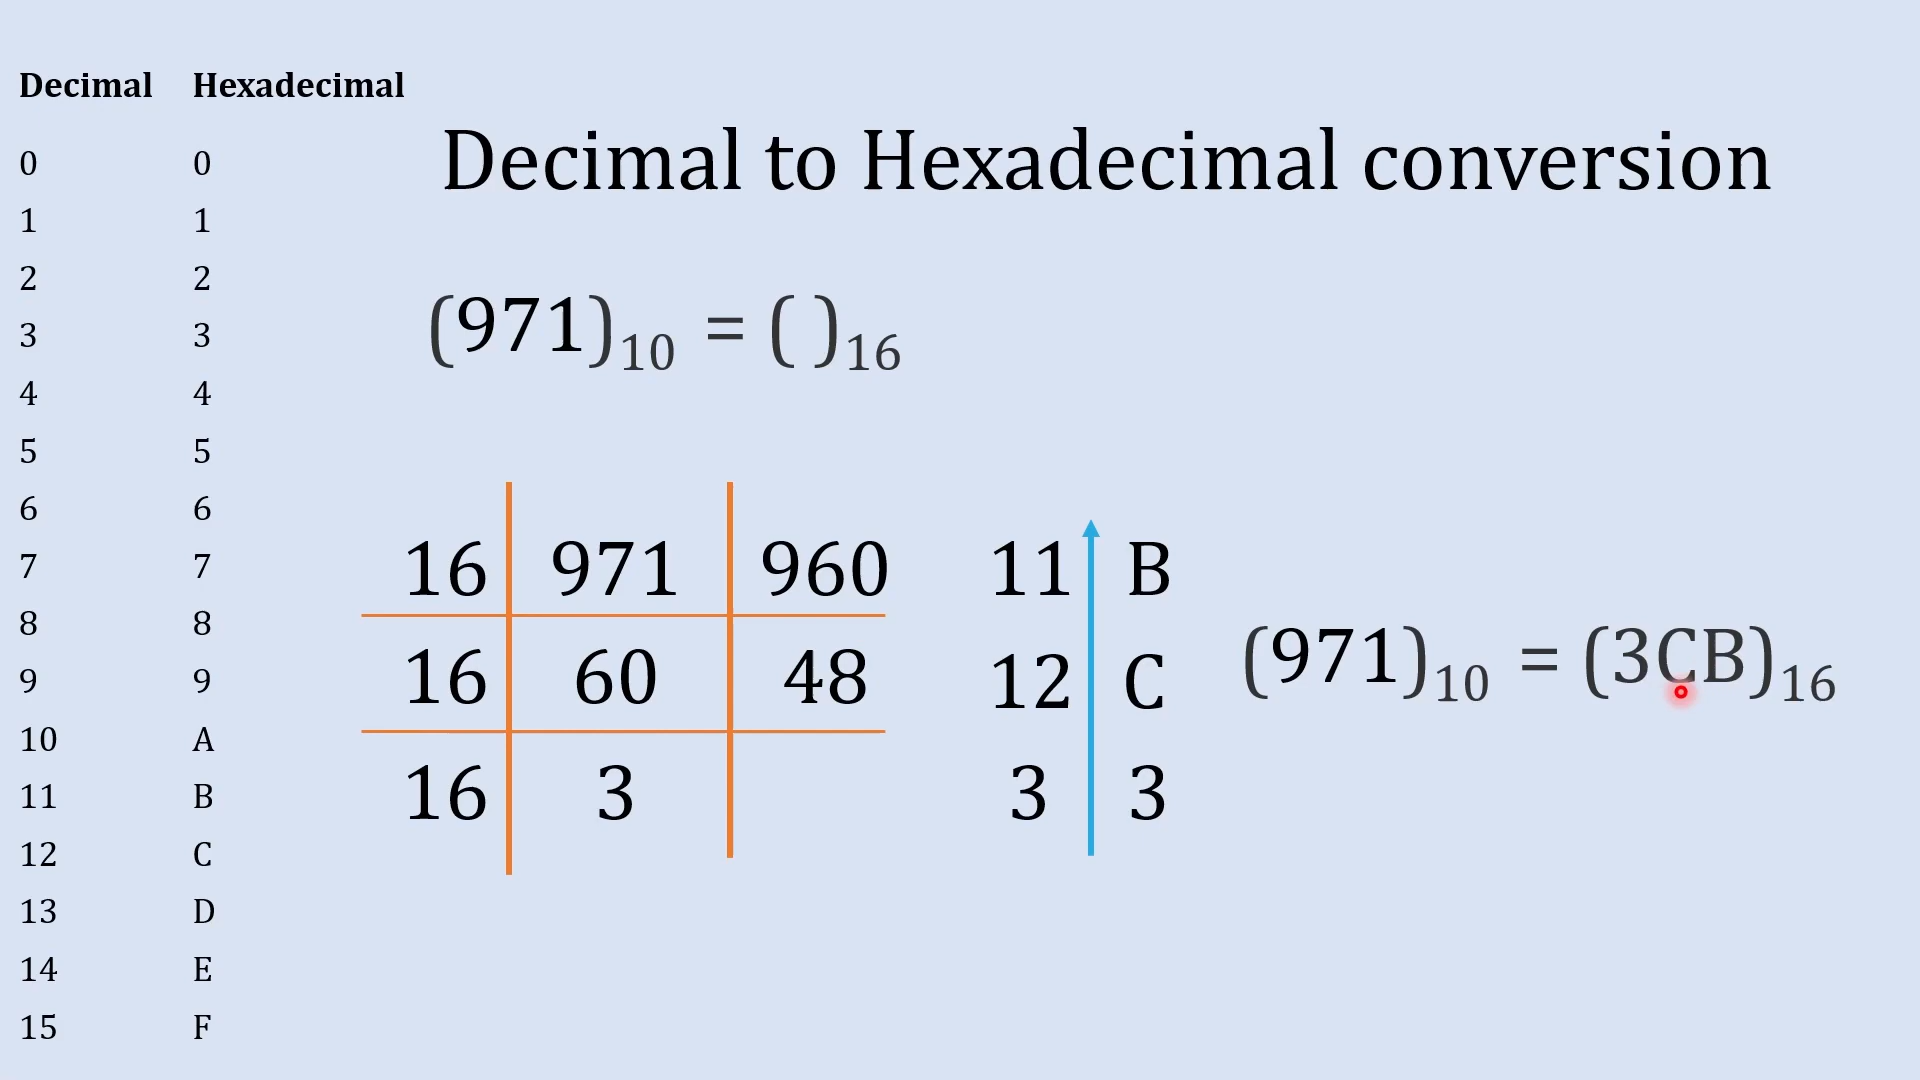 Decimal Hexadecimal
Decimal to Hexadecimal conversion
0 0
1 1
2 2
3 3
4 4
5 5
6 6
7 7
8 8
9 9
10 A
11 B
12 C
13 D
14 E
15 F
(971)₁₀ = ( )₁₆
16 971 960 11 B
16 60 48 12 C
16 3 3 3
(971)₁₀ = (3CB)₁₆